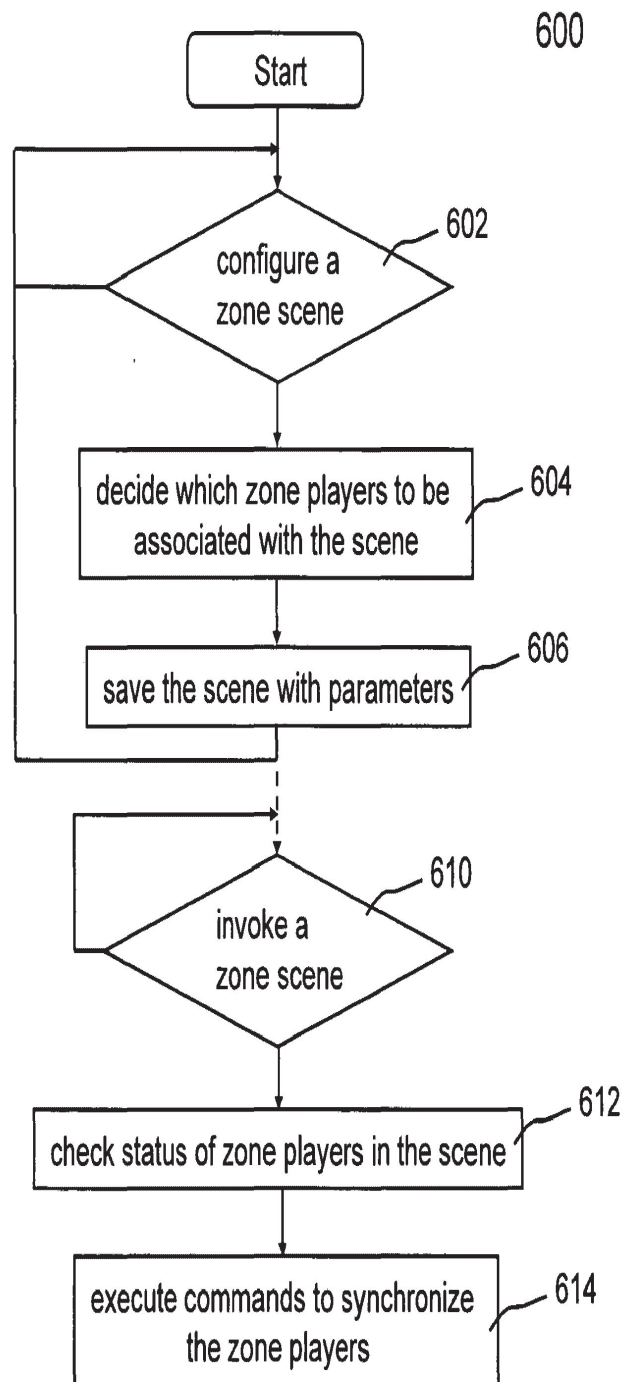 600
Start
602
configure a
zone scene
decide which zone players to be
associated with the scene
604
606
save the scene with parameters
610
invoke a
zone scene
612
check status of zone players in the scene
execute commands to synchronize
the zone players
614